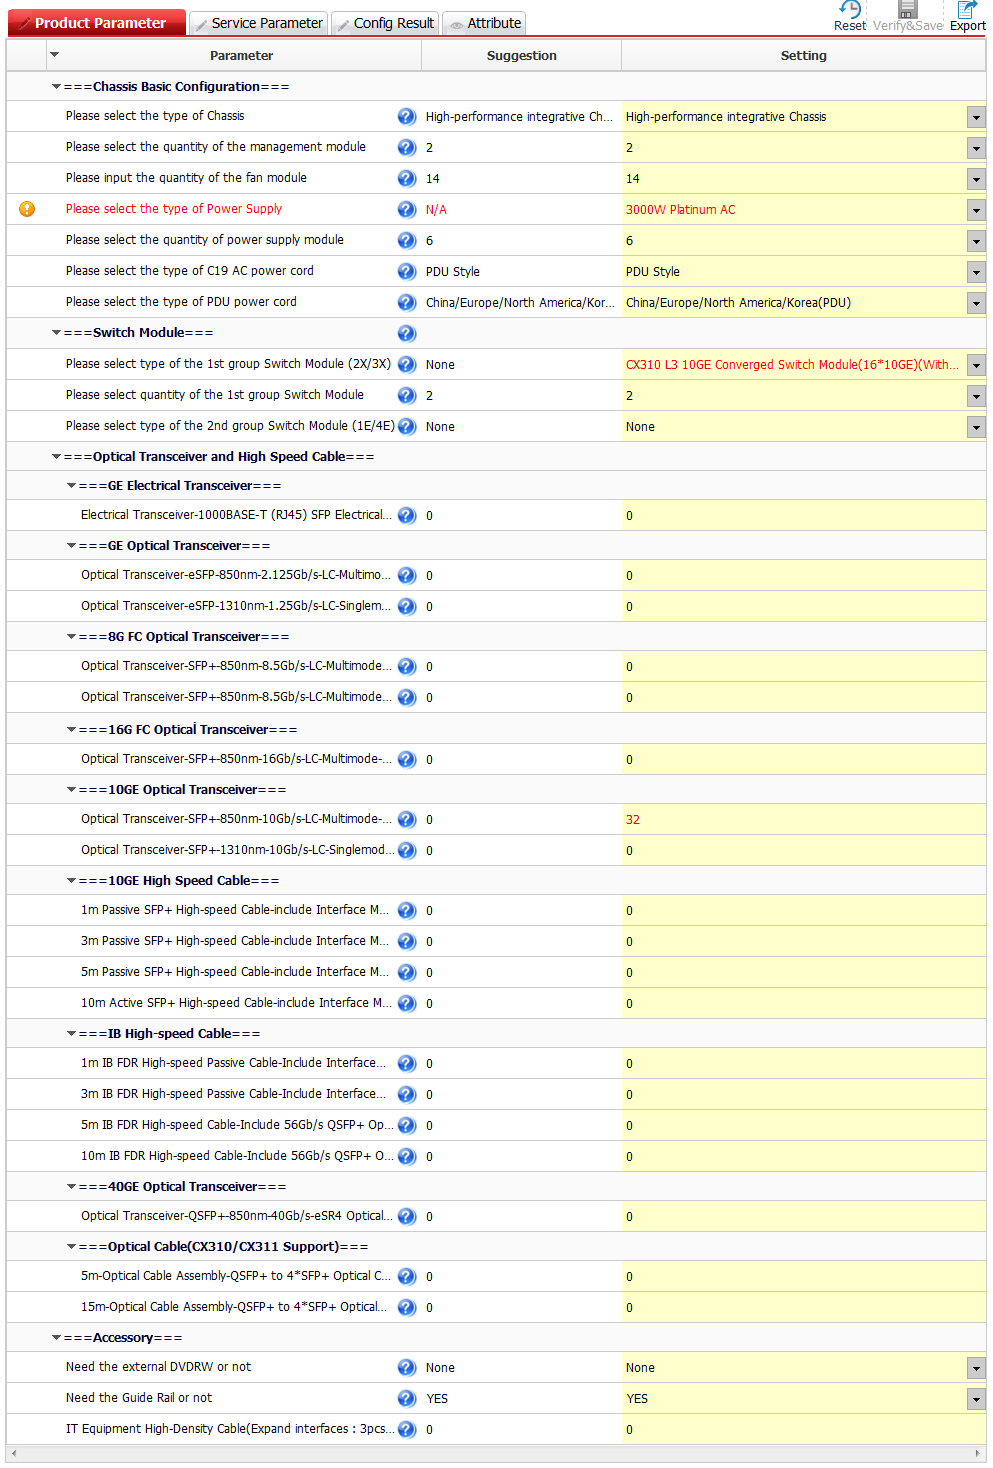 Product Parameter Service Parameter Config Result Attribute Reset Verify&Save Export
Parameter Suggestion Setting
===Chassis Basic Configuration===
Please select the type of Chassis High-performance integrative Ch... High-performance integrative Chassis
Please select the quantity of the management module 2 2
Please input the quantity of the fan module 14 14
Please select the type of Power Supply N/A 3000W Platinum AC
Please select the quantity of power supply module 6 6
Please select the type of C19 AC power cord PDU Style PDU Style
Please select the type of PDU power cord China/Europe/North America/Kor... China/Europe/North America/Korea(PDU)
===Switch Module===
Please select type of the 1st group Switch Module (2X/3X) None CX310 L3 10GE Converged Switch Module(16*10GE)(With...
Please select quantity of the 1st group Switch Module 2 2
Please select type of the 2nd group Switch Module (1E/4E) None None
===Optical Transceiver and High Speed Cable===
===GE Electrical Transceiver===
Electrical Transceiver-1000BASE-T (RJ45) SFP Electrical... 0 0
===GE Optical Transceiver===
Optical Transceiver-eSFP-850nm-2.125Gb/s-LC-Multimo... 0 0
Optical Transceiver-eSFP-1310nm-1.25Gb/s-LC-Singlem... 0 0
===8G FC Optical Transceiver===
Optical Transceiver-SFP+-850nm-8.5Gb/s-LC-Multimode... 0 0
Optical Transceiver-SFP+-850nm-8.5Gb/s-LC-Multimode... 0 0
===16G FC Optical Transceiver===
Optical Transceiver-SFP+-850nm-16Gb/s-LC-Multimode-... 0 0
===10GE Optical Transceiver===
Optical Transceiver-SFP+-850nm-10Gb/s-LC-Multimode-... 0 32
Optical Transceiver-SFP+-1310nm-10Gb/s-LC-Singlemod... 0 0
===10GE High Speed Cable===
1m Passive SFP+ High-speed Cable-include Interface M... 0 0
3m Passive SFP+ High-speed Cable-include Interface M... 0 0
5m Passive SFP+ High-speed Cable-include Interface M... 0 0
10m Active SFP+ High-speed Cable-include Interface M... 0 0
===IB High-speed Cable===
1m IB FDR High-speed Passive Cable-Include Interface... 0 0
3m IB FDR High-speed Passive Cable-Include Interface... 0 0
5m IB FDR High-speed Cable-Include 56Gb/s QSFP+ Op... 0 0
10m IB FDR High-speed Cable-Include 56Gb/s QSFP+ O... 0 0
===40GE Optical Transceiver===
Optical Transceiver-QSFP+-850nm-40Gb/s-eSR4 Optical... 0 0
===Optical Cable(CX310/CX311 Support)===
5m-Optical Cable Assembly-QSFP+ to 4*SFP+ Optical C... 0 0
15m-Optical Cable Assembly-QSFP+ to 4*SFP+ Optical... 0 0
===Accessory===
Need the external DVDRW or not None None
Need the Guide Rail or not YES YES
IT Equipment High-Density Cable(Expand interfaces : 3pcs... 0 0